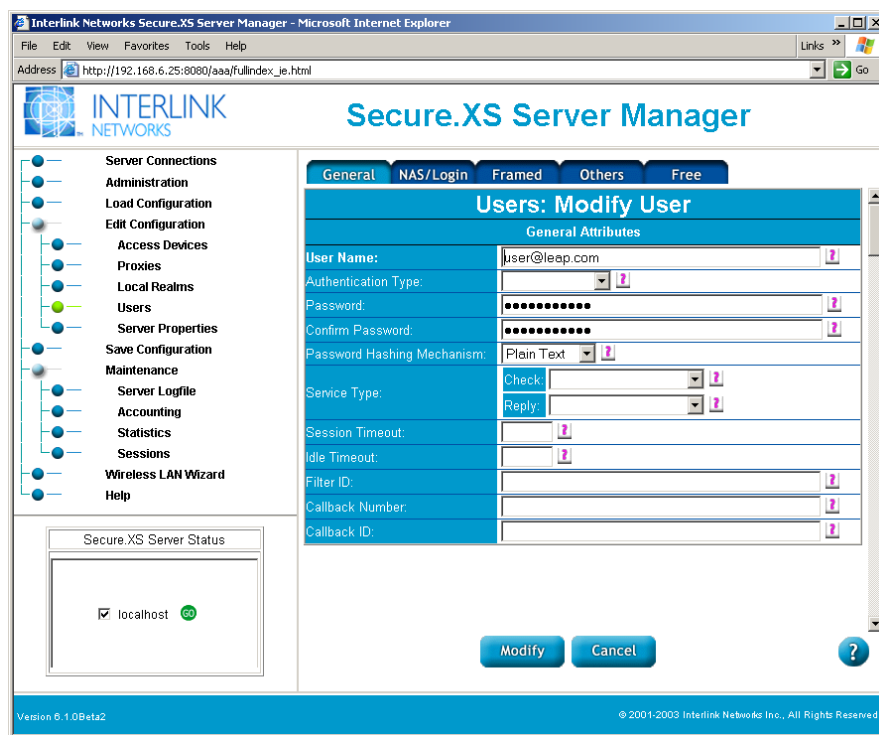 Interlink Networks Secure.XS Server Manager - Microsoft Internet Explorer
File Edit View Favorites Tools Help
Links »
Address http://192.168.6.25:8080/aaa/fullindex_ie.html
Go
INTERLINK
NETWORKS
Secure.XS Server Manager
Server Connections
Administration
Load Configuration
Edit Configuration
Access Devices
Proxies
Local Realms
Users
Server Properties
Save Configuration
Maintenance
Server Logfile
Accounting
Statistics
Sessions
Wireless LAN Wizard
Help
Secure.XS Server Status
localhost GO
General NAS/Login Framed Others Free
Users: Modify User
General Attributes
User Name: user@leap.com ?
Authentication Type: ?
Password: ●●●●●●●●●●● ?
Confirm Password: ●●●●●●●●●●● ?
Password Hashing Mechanism: Plain Text ?
Service Type:
Check: ?
Reply: ?
Session Timeout: ?
Idle Timeout: ?
Filter ID: ?
Callback Number: ?
Callback ID: ?
Modify Cancel ?
Version 6.1.0Beta2
© 2001-2003 Interlink Networks Inc., All Rights Reserved